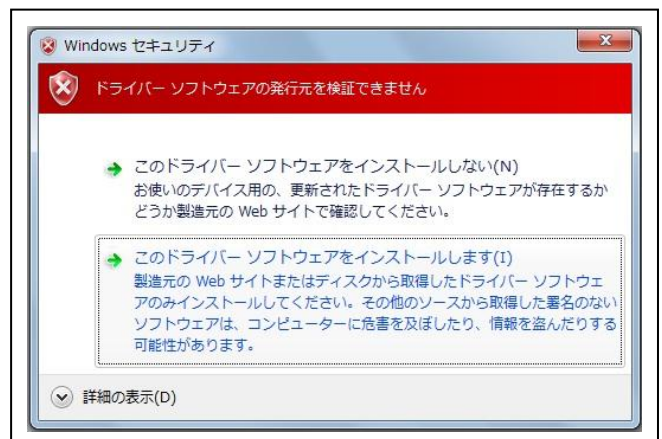 Windows セキュリティ
ドライバー ソフトウェアの発行元を検証できません
このドライバー ソフトウェアをインストールしない(N)
お使いのデバイス用の、更新されたドライバー ソフトウェアが存在するか
どうか製造元の Web サイトで確認してください。
このドライバー ソフトウェアをインストールします(I)
製造元の Web サイトまたはディスクから取得したドライバー ソフトウェ
アのみインストールしてください。その他のソースから取得した署名のない
ソフトウェアは、コンピューターに危害を及ぼしたり、情報を盗んだりする
可能性があります。
詳細の表示(D)